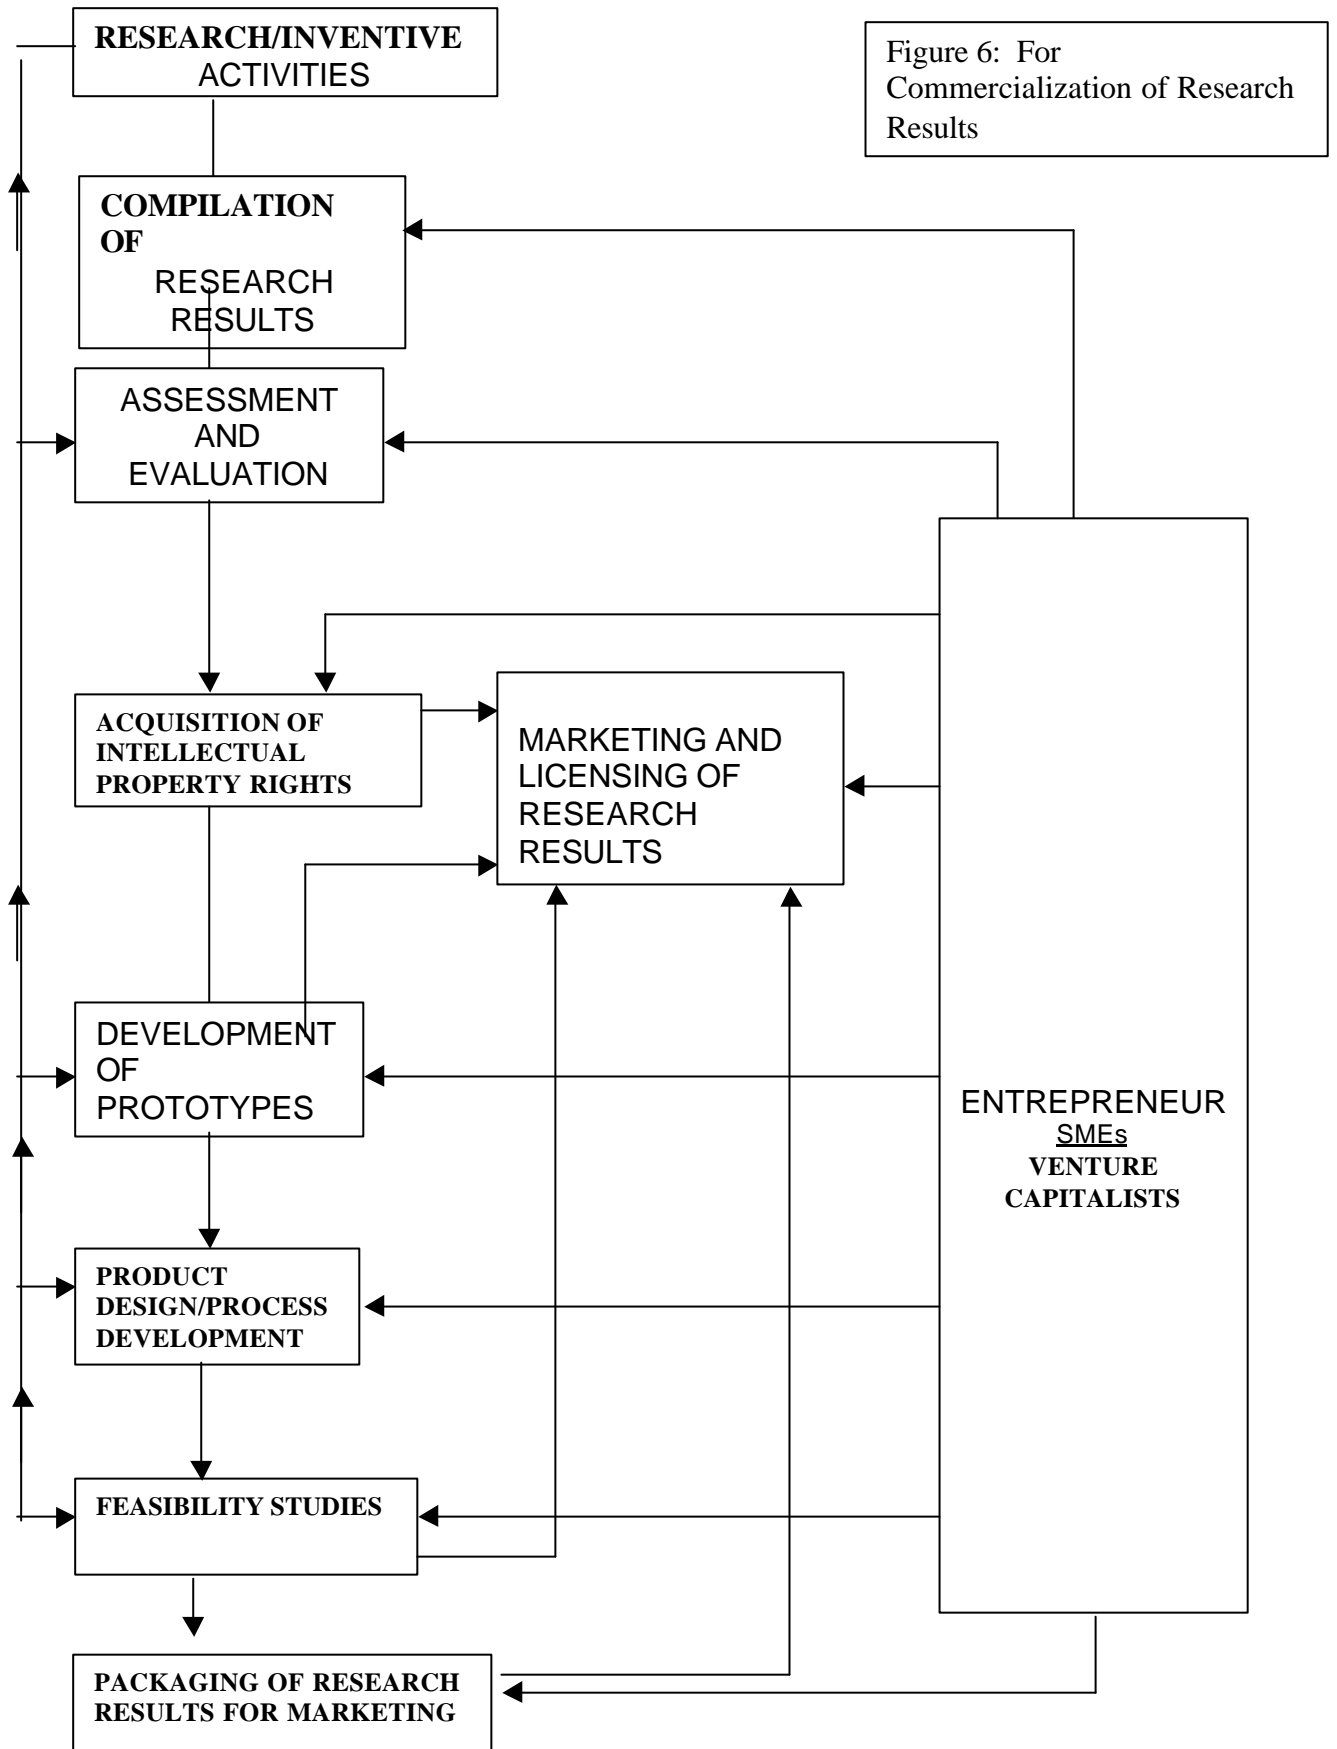 RESEARCH/INVENTIVE
ACTIVITIES
Figure 6: For
Commercialization of Research
Results
COMPILATION
OF
RESEARCH
RESULTS
ASSESSMENT
AND
EVALUATION
ACQUISITION OF
INTELLECTUAL
PROPERTY RIGHTS
MARKETING AND
LICENSING OF
RESEARCH
RESULTS
DEVELOPMENT
OF
PROTOTYPES
ENTREPRENEUR
SMEs
VENTURE
CAPITALISTS
PRODUCT
DESIGN/PROCESS
DEVELOPMENT
FEASIBILITY STUDIES
PACKAGING OF RESEARCH
RESULTS FOR MARKETING